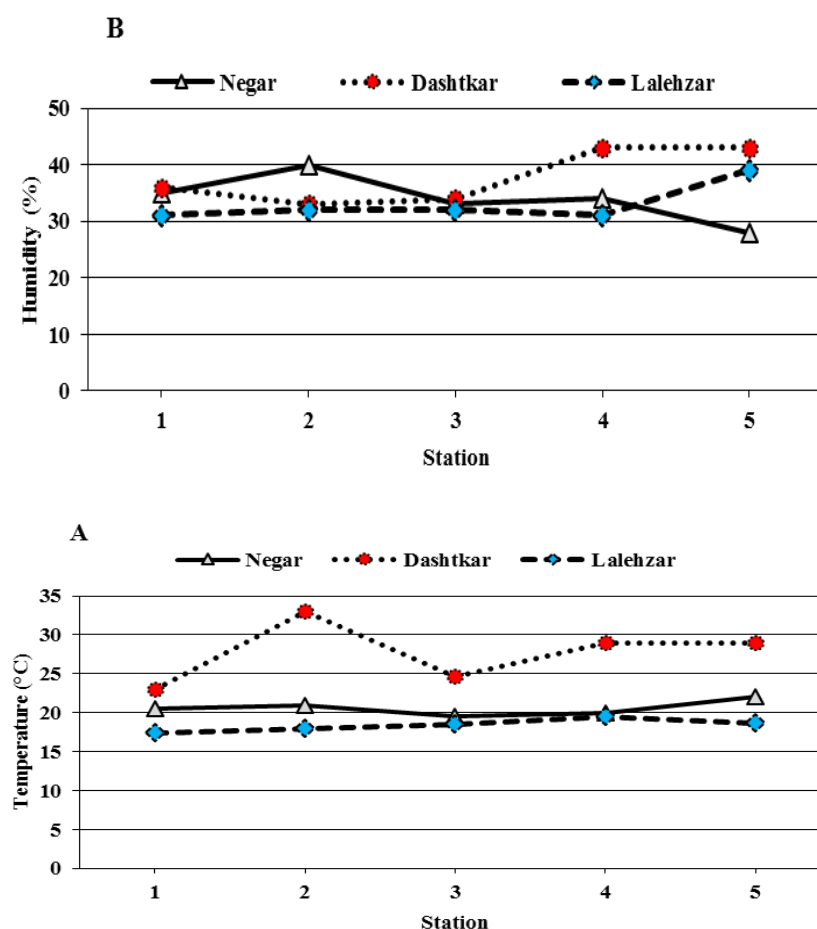 B
Negar Dashtkar Lalehzar
50
40
30
20
10
0
Humidity (%)
1 2 3 4 5
Station
A
Negar Dashtkar Lalehzar
35
30
25
20
15
10
5
0
Temperature (°C)
1 2 3 4 5
Station